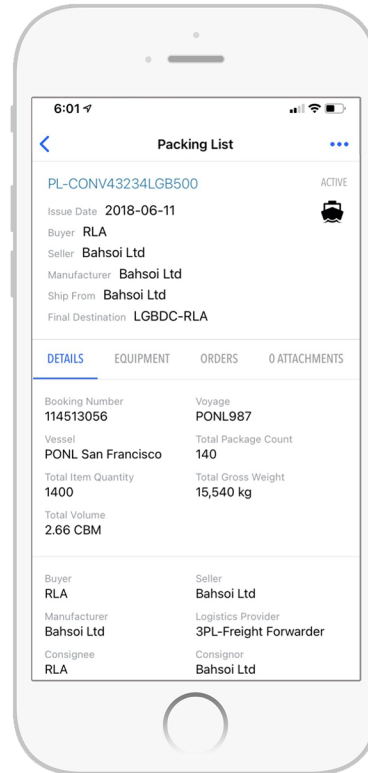 6:01
Packing List
PL-CONV43234LGB500
ACTIVE
Issue Date 2018-06-11
Buyer RLA
Seller Bahsoi Ltd
Manufacturer Bahsoi Ltd
Ship From Bahsoi Ltd
Final Destination LGBDC-RLA
DETAILS EQUIPMENT ORDERS 0 ATTACHMENTS
Booking Number Voyage
114513056 PONL987
Vessel Total Package Count
PONL San Francisco 140
Total Item Quantity Total Gross Weight
1400 15,540 kg
Total Volume
2.66 CBM
Buyer Seller
RLA Bahsoi Ltd
Manufacturer Logistics Provider
Bahsoi Ltd 3PL-Freight Forwarder
Consignee Consignor
RLA Bahsoi Ltd